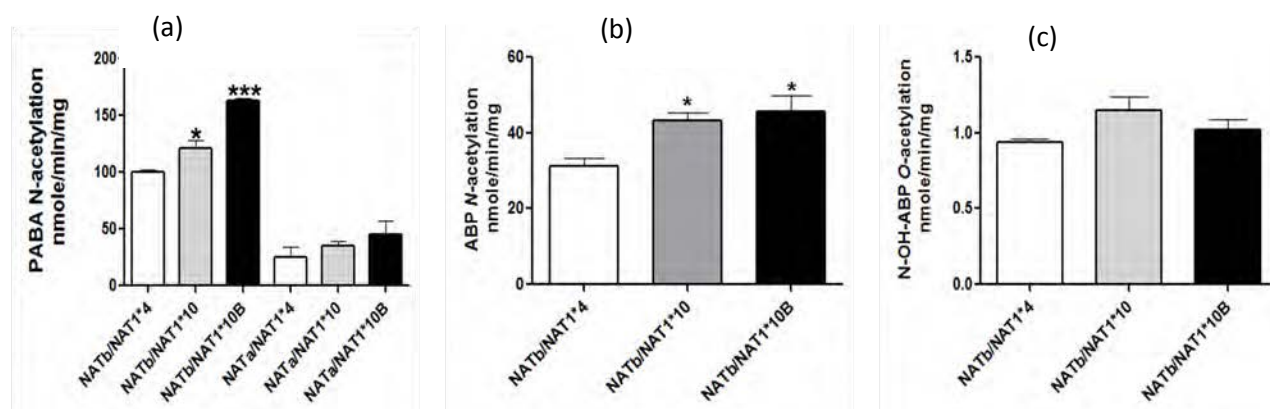 (a)
PABA N-acetylation
nmole/min/mg
200
150
100
50
0
*
***
NATb/NAT1*4
NATb/NAT1*10
NATb/NAT1*10B
NATa/NAT1*4
NATa/NAT1*10
NATa/NAT1*10B
(b)
ABP N-acetylation
nmole/min/mg
60
40
20
0
*
*
NATb/NAT1*4
NATb/NAT1*10
NATb/NAT1*10B
(c)
N-OH-ABP O-acetylation
nmole/min/mg
1.5
1.0
0.5
0.0
NATb/NAT1*4
NATb/NAT1*10
NATb/NAT1*10B